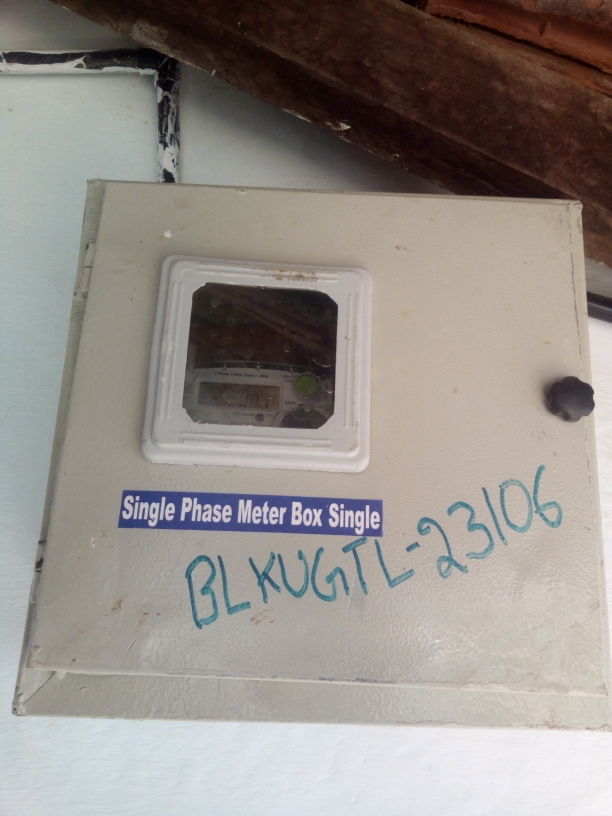 Single Phase Meter Box Single
BLKUGTL-23106